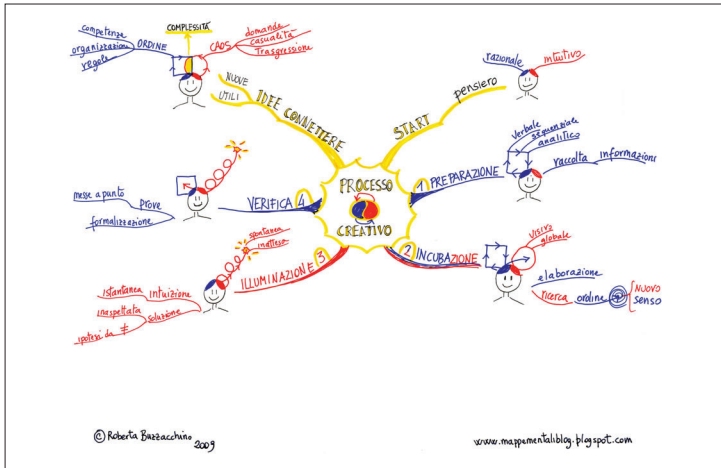 PROCESSO
CREATIVO
START
pensiero
razionale
intuitivo
1 PREPARAZIONE
verbale
sequenziale
analitico
raccolta informazioni
2 INCUBAZIONE
visivo
globale
elaborazione
ricerca ordine
NUOVO
senso
3 ILLUMINAZIONE
spontanea
inattesa
istantanea intuizione
inaspettata
soluzione
ipotesi da ≠
VERIFICA 4
messe a punto
prove
formalizzazione
IDEE CONNETTERE
NUOVE
UTILI
COMPLESSITÀ
competenze
organizzazione
regole
ORDINE
CAOS
domande
casualità
Trasgressione
© Roberta Buzzacchino
2009
www.mappementaliblog.blogspot.com